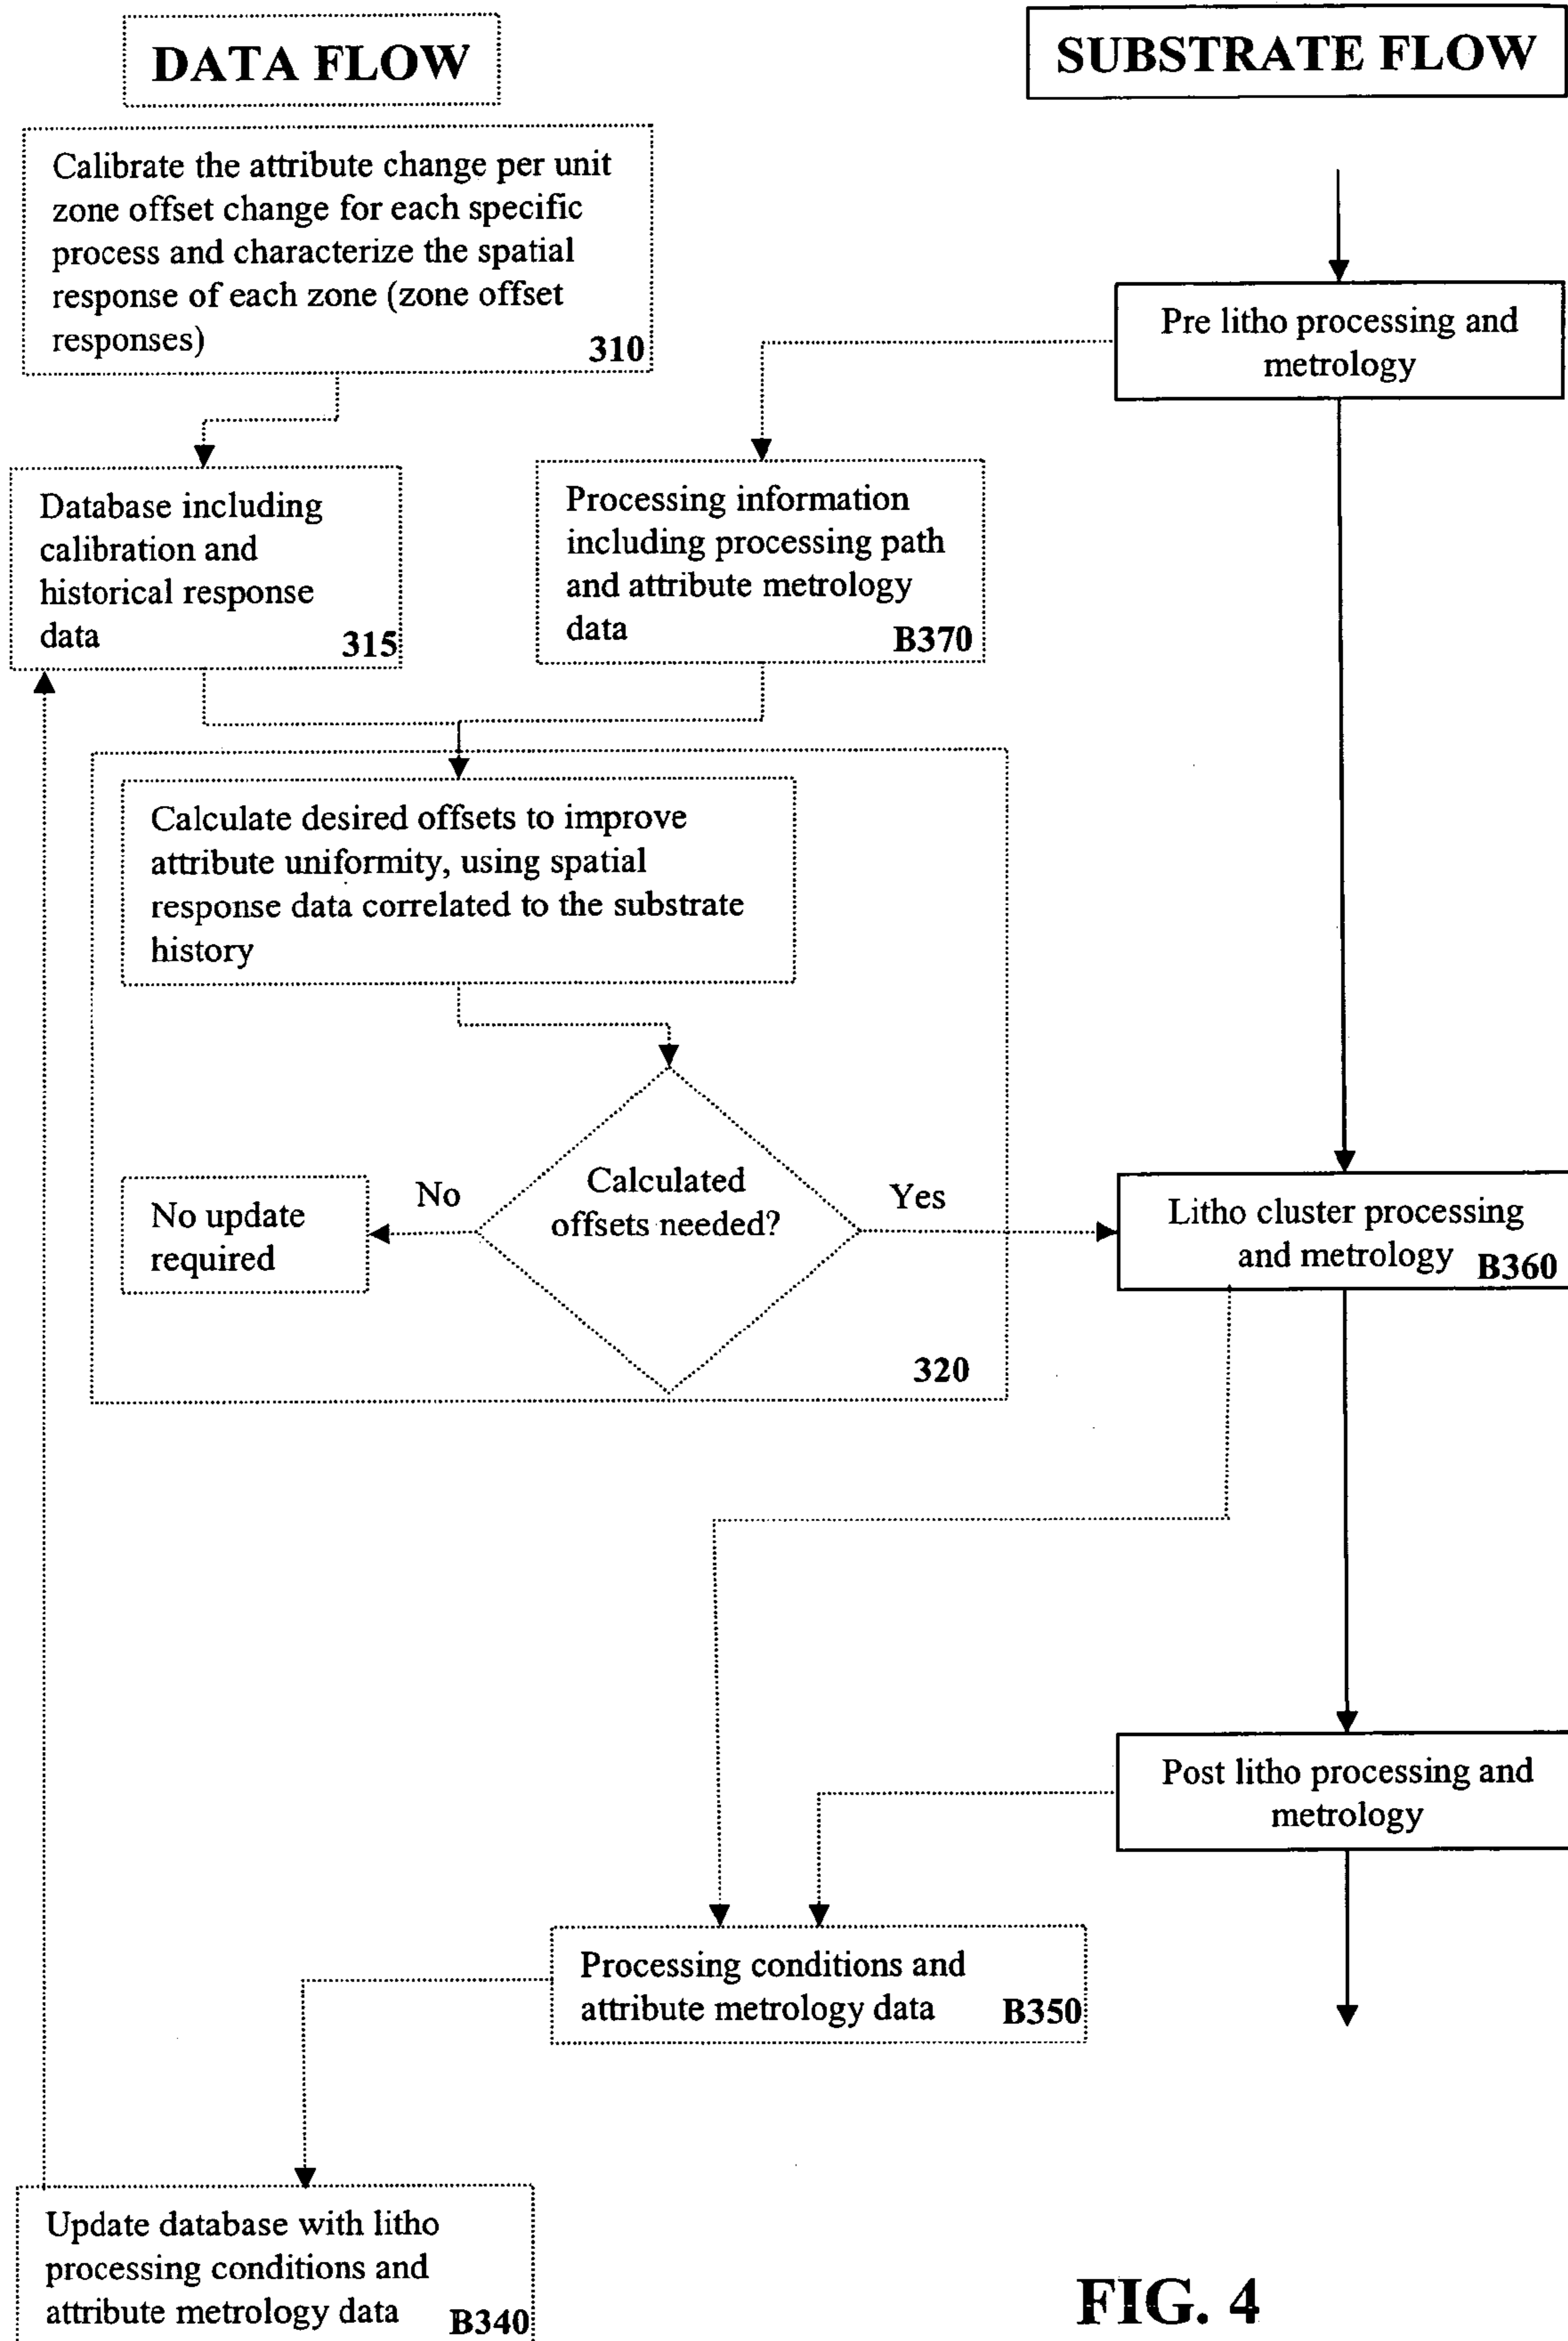 DATA FLOW
SUBSTRATE FLOW
Calibrate the attribute change per unit
zone offset change for each specific
process and characterize the spatial
response of each zone (zone offset
responses)
310
Pre litho processing and
metrology
Database including
calibration and
historical response
data
315
Processing information
including processing path
and attribute metrology
data
B370
Calculate desired offsets to improve
attribute uniformity, using spatial
response data correlated to the substrate
history
Calculated
offsets needed?
No
Yes
No update
required
320
Litho cluster processing
and metrology
B360
Post litho processing and
metrology
Processing conditions and
attribute metrology data
B350
Update database with litho
processing conditions and
attribute metrology data
B340
FIG. 4